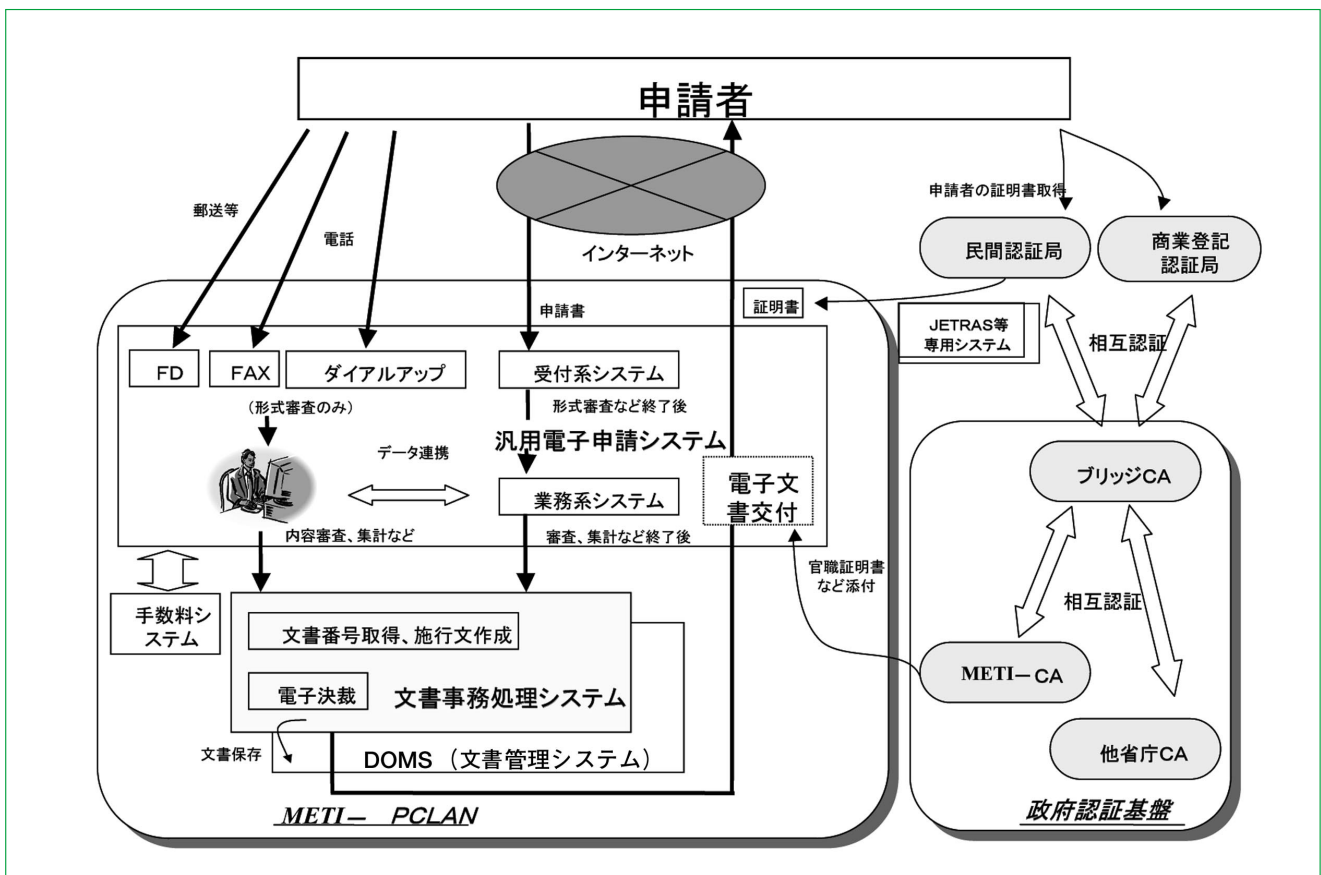 申請者
郵送等
電話
インターネット
申請者の証明書取得
民間認証局
商業登記
認証局
申請書
証明書
JETRAS等
専用システム
相互認証
FD
FAX
ダイアルアップ
受付系システム
(形式審査のみ)
形式審査など終了後
汎用電子申請システム
データ連携
業務系システム
電子文
書交付
ブリッジCA
内容審査、集計など
審査、集計など終了後
官職証明書
など添付
相互認証
手数料シ
ステム
文書番号取得、施行文作成
電子決裁
文書事務処理システム
METI-CA
文書保存
DOMS(文書管理システム)
他省庁CA
METI- PCLAN
政府認証基盤